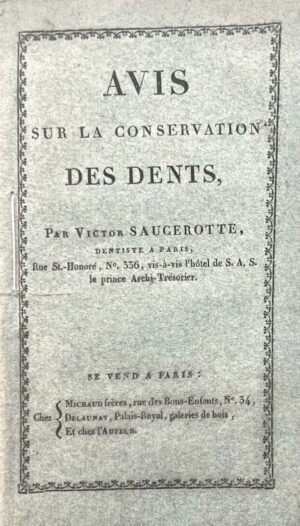 AVIS
SUR LA CONSERVATION
DES DENTS,
PAR VICTOR SAUCEROTTE,
DENTISTE A PARIS,
Rue St.-Honoré, N°. 336, vis-à-vis l'hôtel de S. A. S.
le prince Archi-Trésorier.
SE VEND A PARIS:
MICHAUD frères, rue des Bons-Enfants, N°. 34,
Chez DELAUNAY, Palais-Royal, galeries de bois,
Et chez l'AUTEUR.